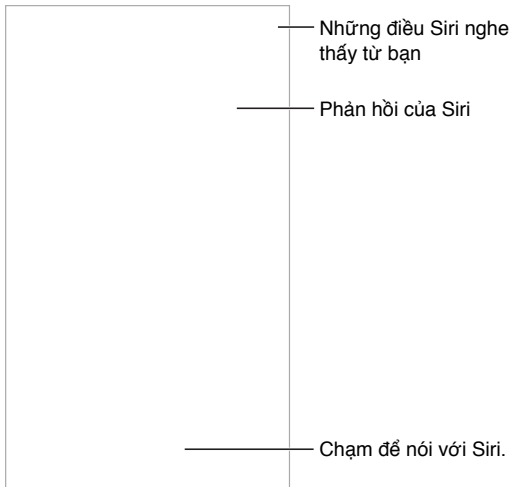 Những điều Siri nghe
thấy từ bạn
Phản hồi của Siri
Chạm để nói với Siri.